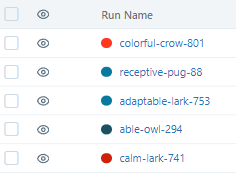 Run Name
colorful-crow-801
receptive-pug-88
adaptable-lark-753
able-owl-294
calm-lark-741